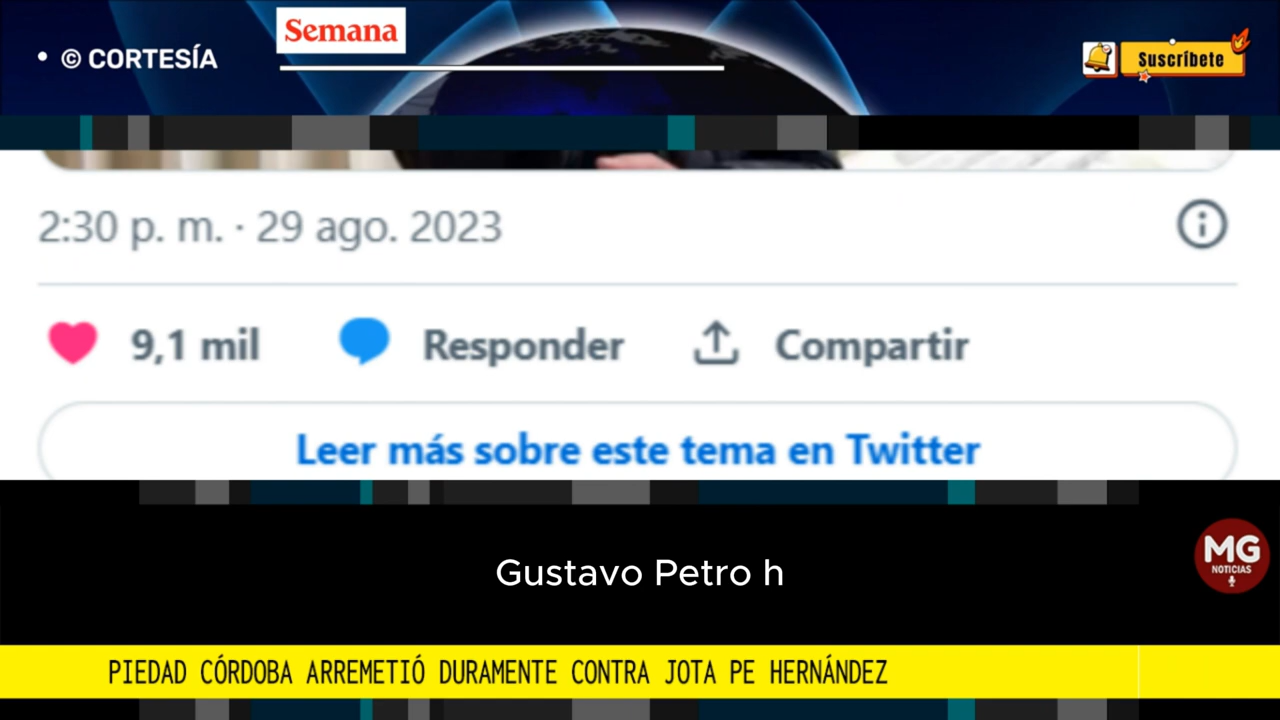 Semana
© CORTESÍA
Suscríbete
2:30 p. m. · 29 ago. 2023
9,1 mil Responder Compartir
Leer más sobre este tema en Twitter
Gustavo Petro h
MG
NOTICIAS
PIEDAD CÓRDOBA ARREMETIÓ DURAMENTE CONTRA JOTA PE HERNÁNDEZ